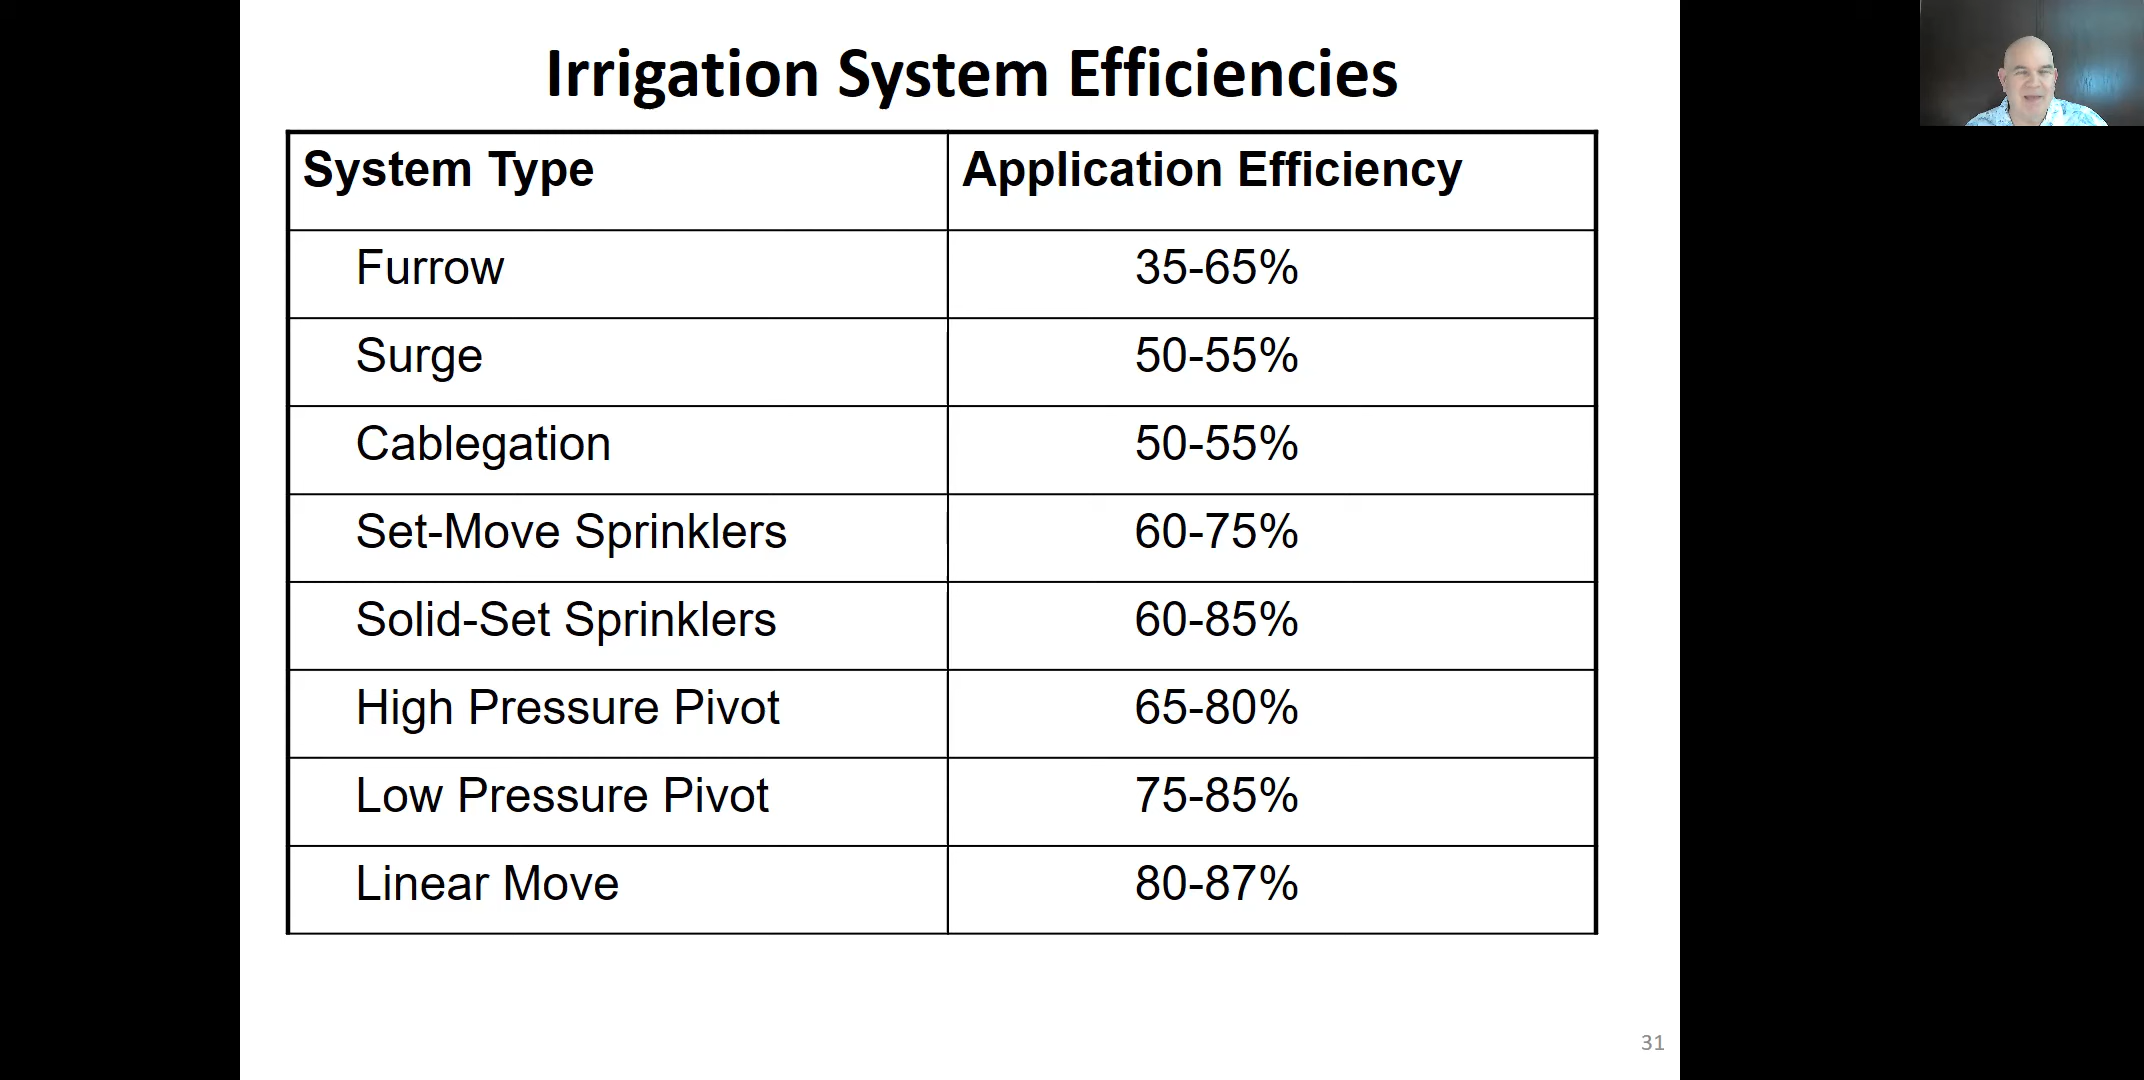 Irrigation System Efficiencies
System Type Application Efficiency
Furrow 35-65%
Surge 50-55%
Cablegation 50-55%
Set-Move Sprinklers 60-75%
Solid-Set Sprinklers 60-85%
High Pressure Pivot 65-80%
Low Pressure Pivot 75-85%
Linear Move 80-87%
31